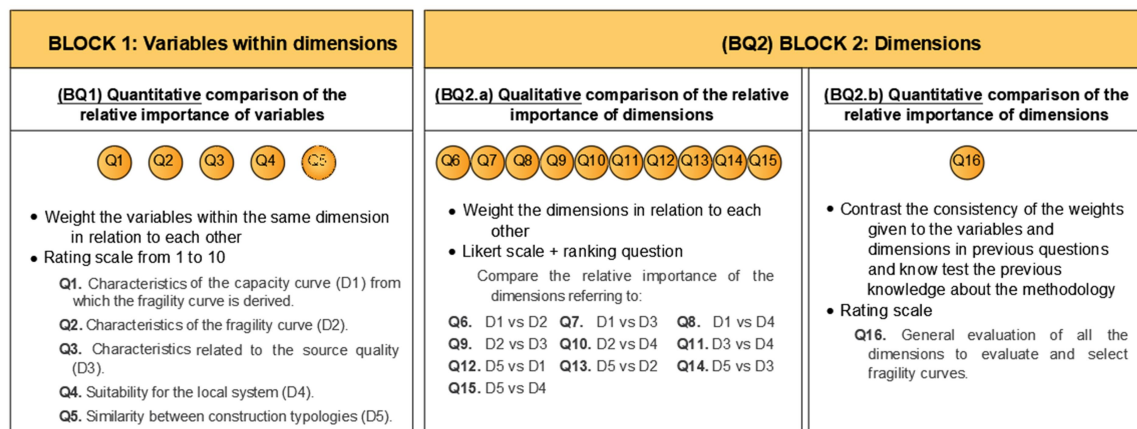 BLOCK 1: Variables within dimensions
(BQ1) Quantitative comparison of the
relative importance of variables
Q1 Q2 Q3 Q4 Q5
• Weight the variables within the same dimension
in relation to each other
• Rating scale from 1 to 10
Q1. Characteristics of the capacity curve (D1) from
which the fragility curve is derived.
Q2. Characteristics of the fragility curve (D2).
Q3. Characteristics related to the source quality
(D3).
Q4. Suitability for the local system (D4).
Q5. Similarity between construction typologies (D5).
(BQ2) BLOCK 2: Dimensions
(BQ2.a) Qualitative comparison of the relative
importance of dimensions
Q6 Q7 Q8 Q9 Q10 Q11 Q12 Q13 Q14 Q15
• Weight the dimensions in relation to each
other
• Likert scale + ranking question
Compare the relative importance of the
dimensions referring to:
Q6. D1 vs D2 Q7. D1 vs D3 Q8. D1 vs D4
Q9. D2 vs D3 Q10. D2 vs D4 Q11. D3 vs D4
Q12. D5 vs D1 Q13. D5 vs D2 Q14. D5 vs D3
Q15. D5 vs D4
(BQ2.b) Quantitative comparison of the
relative importance of dimensions
Q16
• Contrast the consistency of the weights
given to the variables and
dimensions in previous questions
and know test the previous
knowledge about the methodology
• Rating scale
Q16. General evaluation of all the
dimensions to evaluate and select
fragility curves.